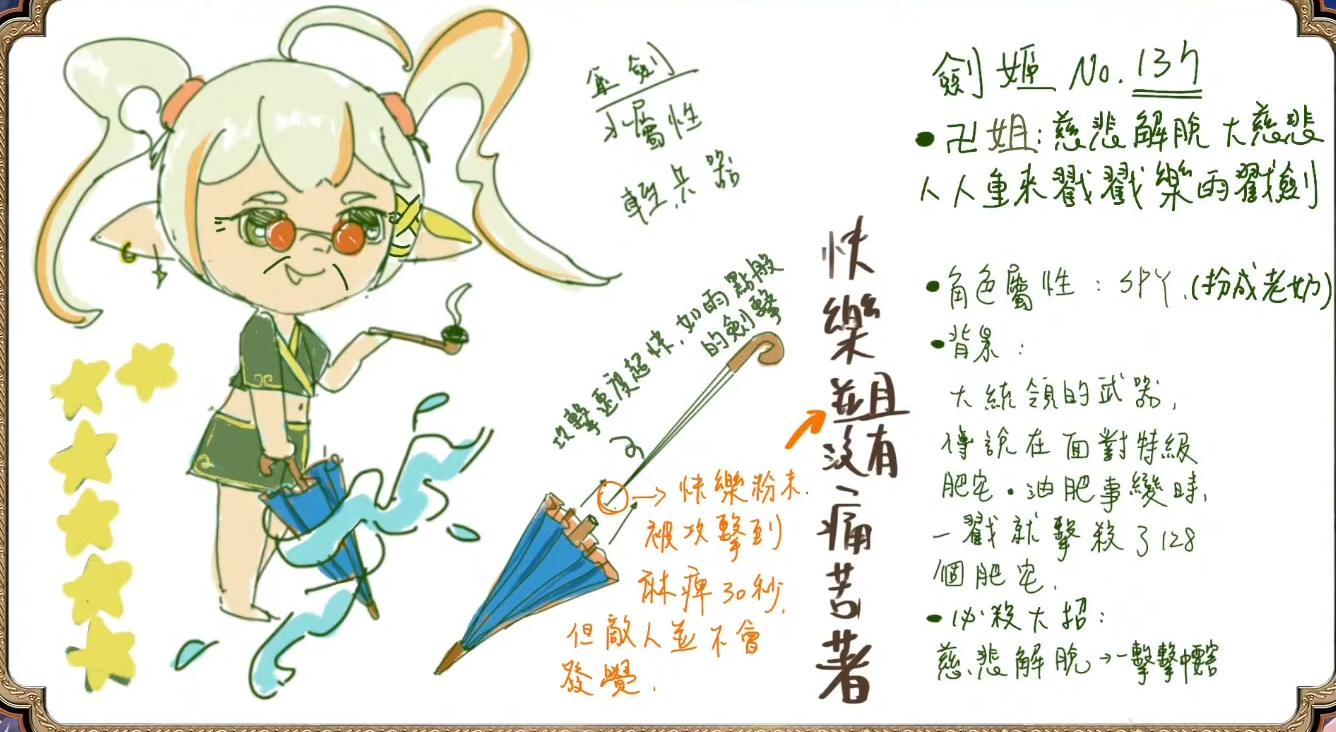 劍姬 No. 137
•卍姐:慈悲解脫大慈悲
人人重來戳戳樂雨戳劍
•角色屬性:SPY.(扮成老奶)
•背景:
大統領的武器,
傳說在面對特級
肥宅•油肥事變時,
一戳就擊殺了128
個肥宅.
•必殺大招:
慈悲解脫→一擊擊中
劍
水屬性
輕兵器
攻擊速度超快,如雨點般
的劍擊
→快樂粉末.
被攻擊到
麻痺30秒,
但敵人並不會
發覺.
快樂並且沒有痛苦著